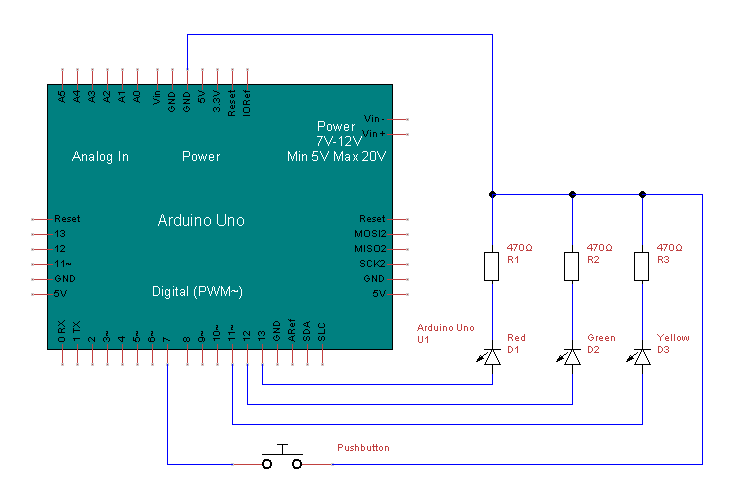 A5
A4
A3
A2
A1
A0
Vin
GND
GND
5V
3.3V
Reset
IORef
Vin-
Vin+
Power
7V-12V
Min 5V Max 20V
Analog In
Power
Reset
13
12
11~
GND
5V
Arduino Uno
Reset
MOSI2
MISO2
SCK2
GND
5V
Digital (PWM~)
0 RX
1 TX
2
3~
4
5~
6~
7
8
9~
10~
11~
12
13
GND
ARef
SDA
SLC
470Ω
R1
470Ω
R2
470Ω
R3
Arduino Uno
U1
Red
D1
Green
D2
Yellow
D3
Pushbutton